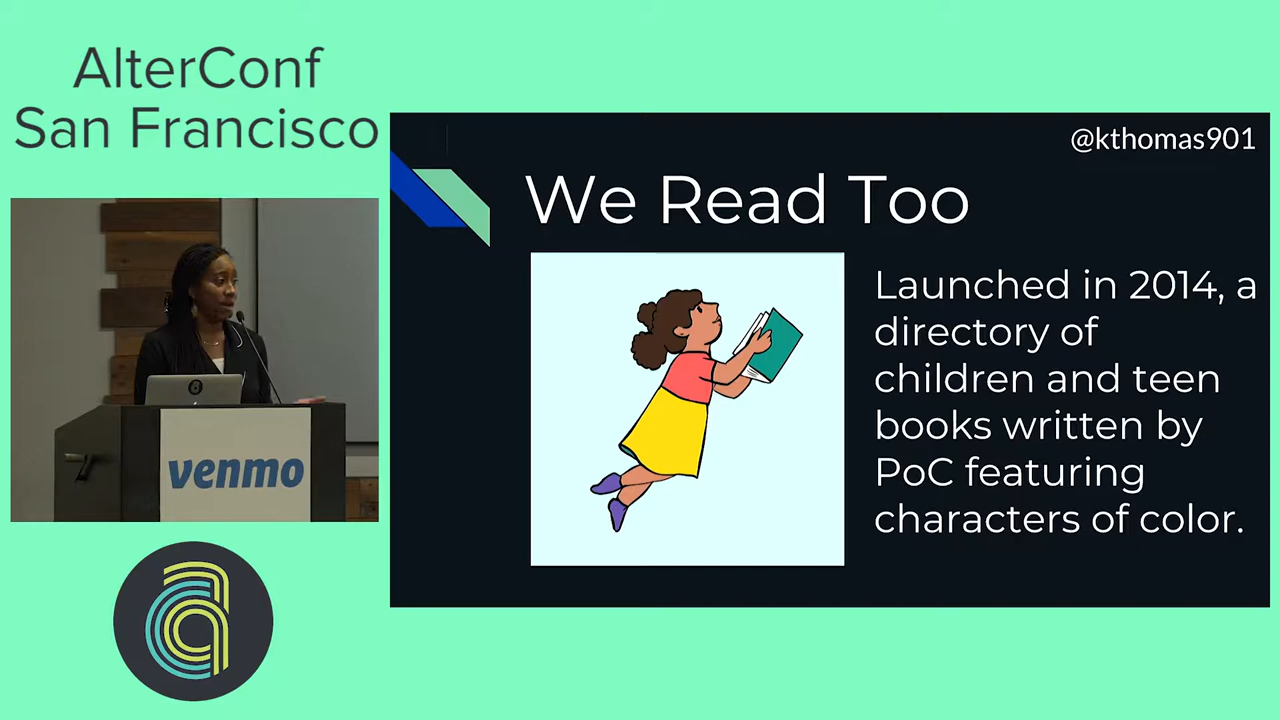 AlterConf
San Francisco
@kthomas901
We Read Too
Launched in 2014, a
directory of
children and teen
books written by
PoC featuring
characters of color.
venmo